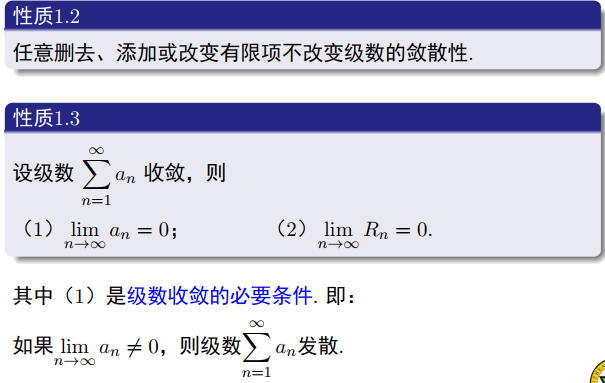 性质1.2
任意删去、添加或改变有限项不改变级数的敛散性.
性质1.3
设级数 $\sum_{n=1}^{\infty} a_n$ 收敛，则
（1） $\lim_{n\to\infty} a_n = 0$; （2） $\lim_{n\to\infty} R_n = 0$.
其中（1）是级数收敛的必要条件. 即：
如果 $\lim_{n\to\infty} a_n \neq 0$，则级数 $\sum_{n=1}^{\infty} a_n$ 发散.